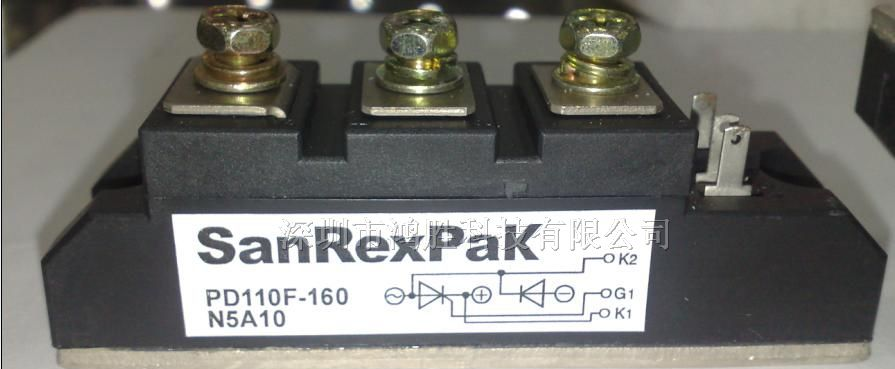 SanRexPaK
深圳市鸿胜科技有限公司
PD110F-160
N5A10
K2
G1
K1